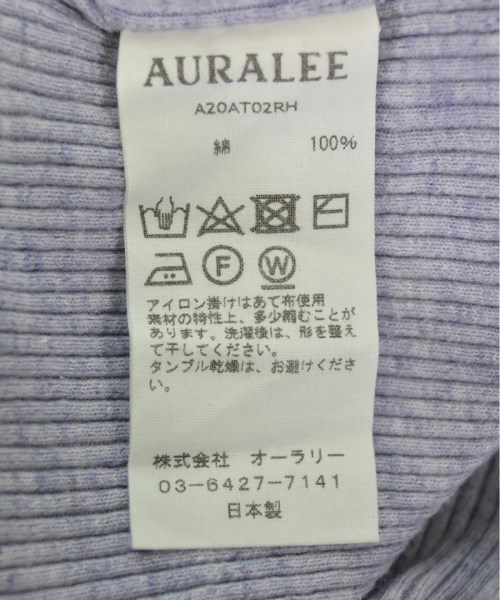 AURALEE
A20AT02RH
綿 100%
F W
アイロン掛けはあて布使用
素材の特性上、多少縮むことが
あります。洗濯後は、形を整え
て干してください。
タンブル乾燥は、お避けくださ
い。
株式会社 オーラリー
03-6427-7141
日本製